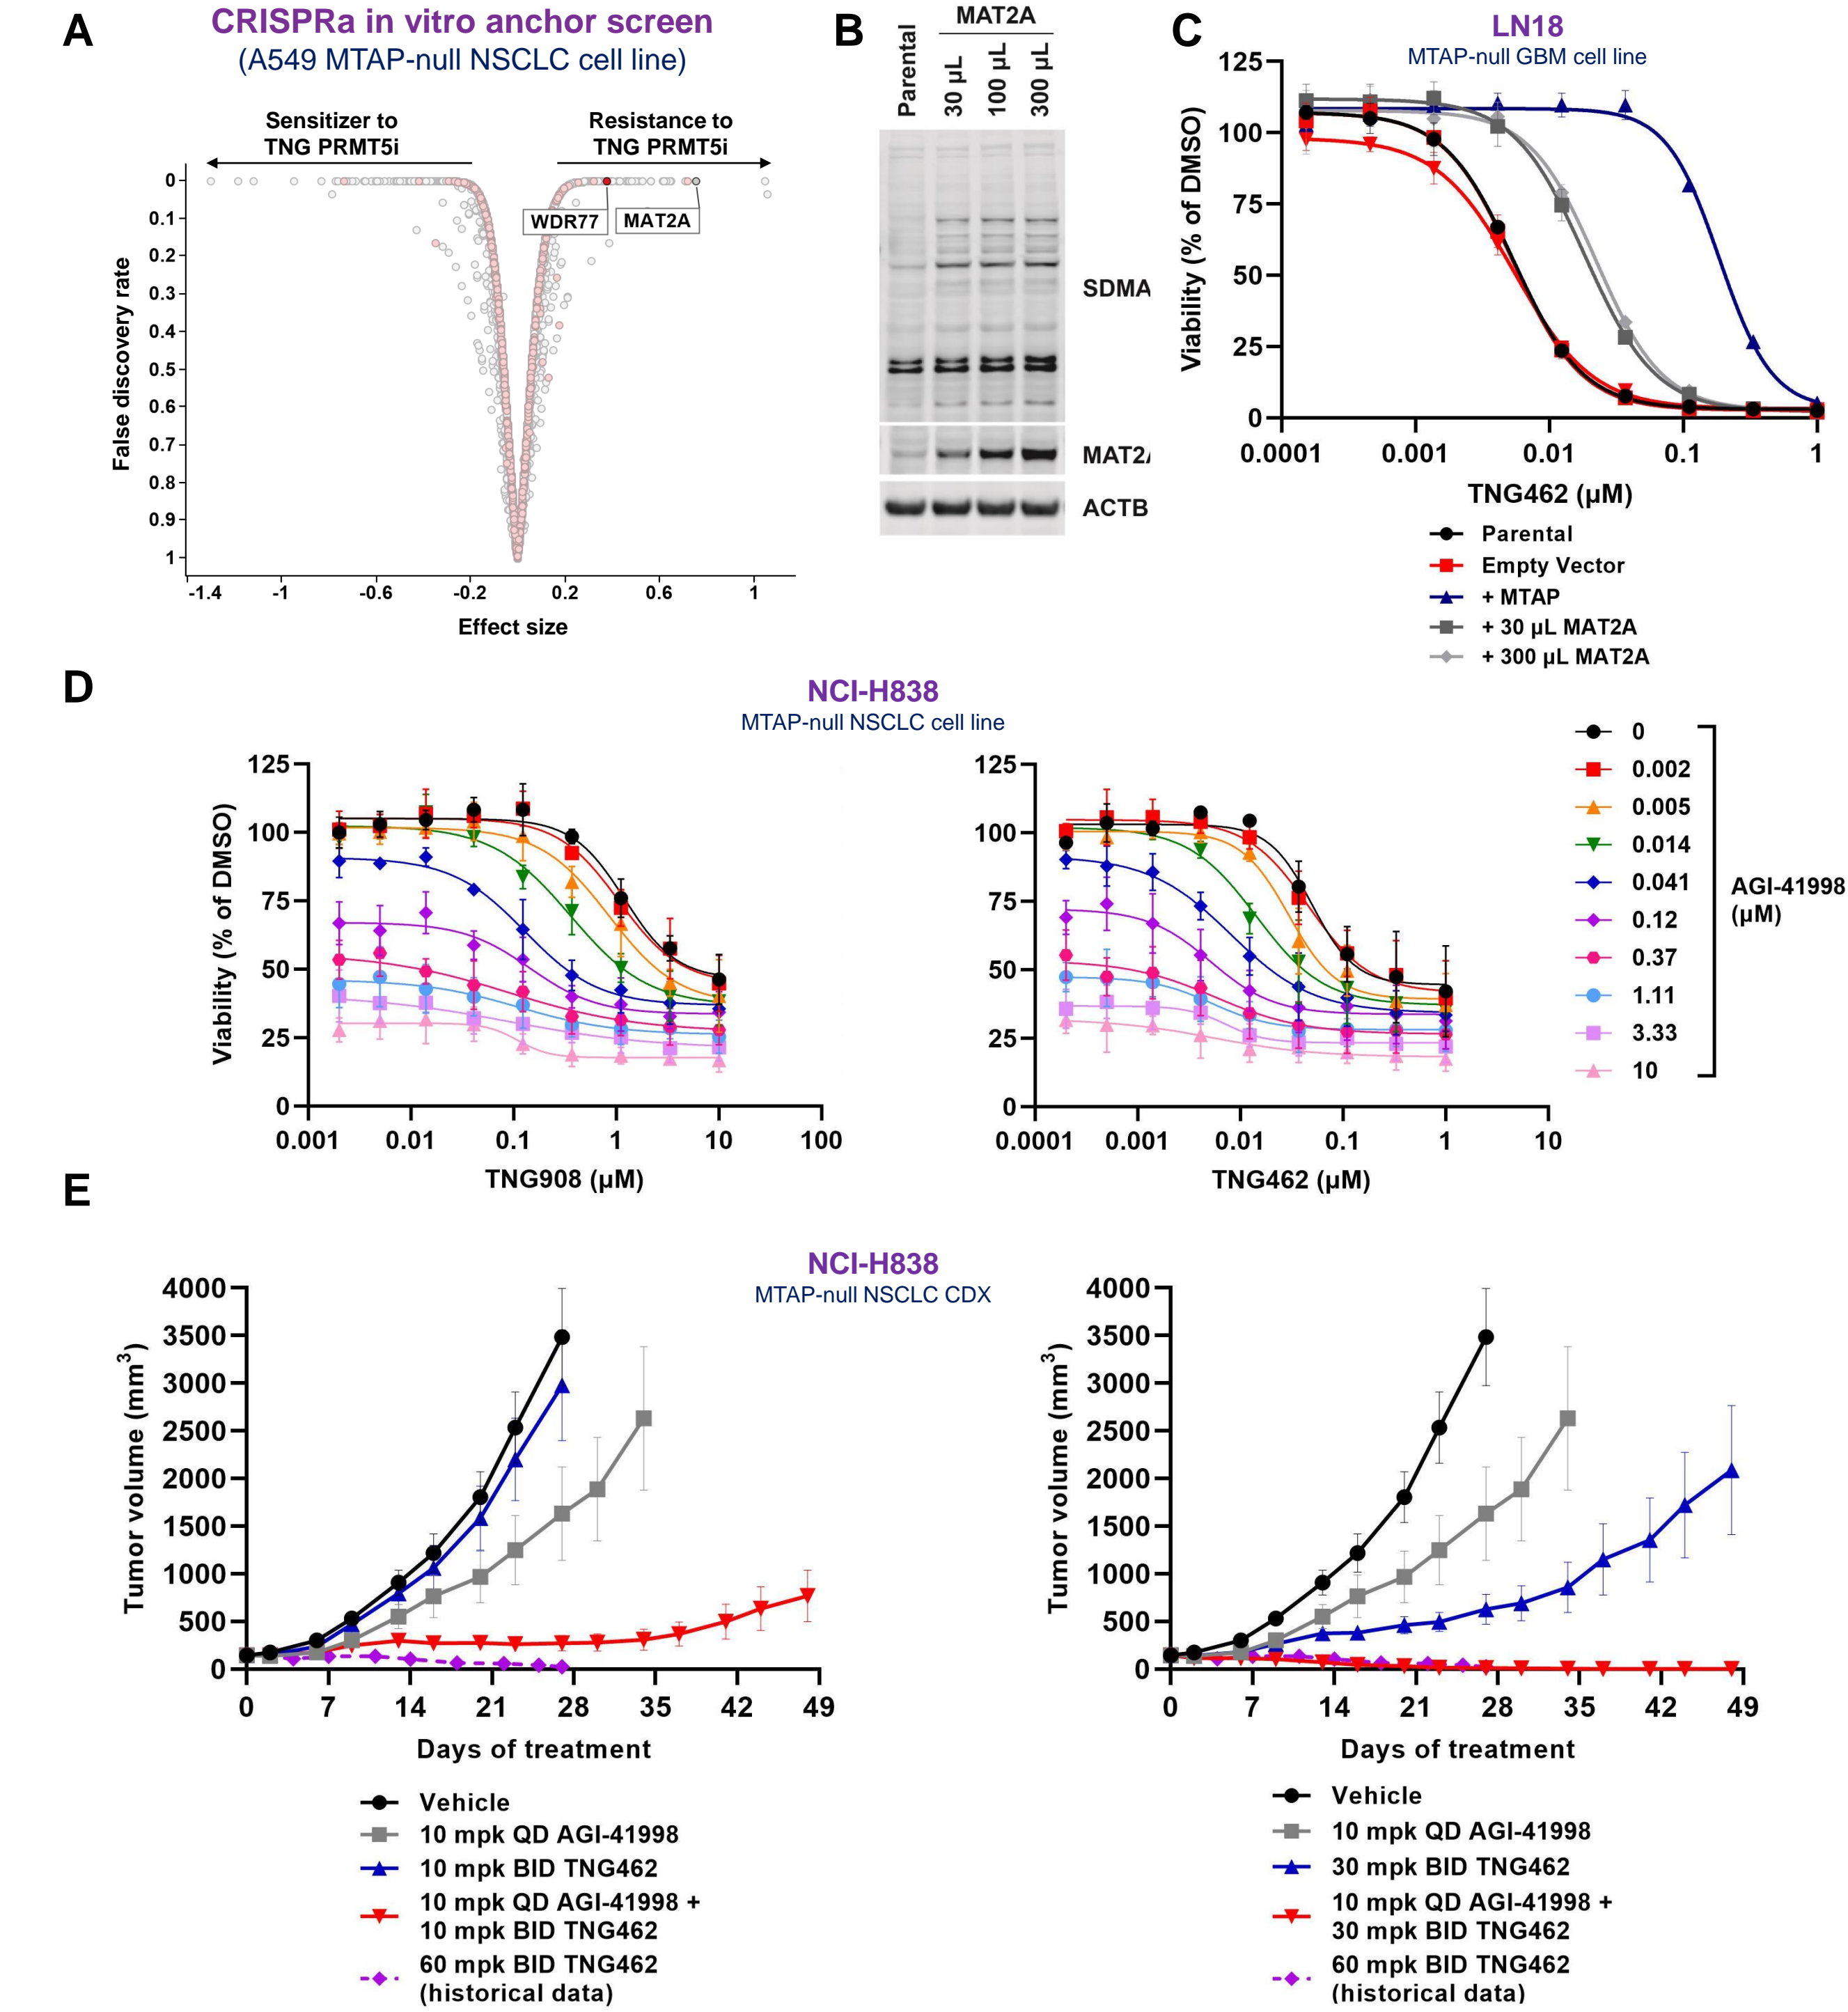 A
CRISPRa in vitro anchor screen
(A549 MTAP-null NSCLC cell line)
Sensitizer to
TNG PRMT5i
Resistance to
TNG PRMT5i
False discovery rate
0
0.1
0.2
0.3
0.4
0.5
0.6
0.7
0.8
0.9
1
WDR77
MAT2A
-1.4
-1
-0.6
-0.2
0.2
0.6
1
Effect size
B
Parental
MAT2A
30 µL
100 µL
300 µL
SDMA
MAT2
ACTB
C
LN18
MTAP-null GBM cell line
Viability (% of DMSO)
125
100
75
50
25
0
0.0001
0.001
0.01
0.1
1
TNG462 (µM)
Parental
Empty Vector
+ MTAP
+ 30 µL MAT2A
+ 300 µL MAT2A
D
NCI-H838
MTAP-null NSCLC cell line
Viability (% of DMSO)
125
100
75
50
25
0
0.001
0.01
0.1
1
10
100
TNG908 (µM)
125
100
75
50
25
0
0.0001
0.001
0.01
0.1
1
10
TNG462 (µM)
0
0.002
0.005
0.014
0.041
0.12
0.37
1.11
3.33
10
AGI-41998
(µM)
E
NCI-H838
MTAP-null NSCLC CDX
Tumor volume (mm³)
4000
3500
3000
2500
2000
1500
1000
500
0
0
7
14
21
28
35
42
49
Days of treatment
Vehicle
10 mpk QD AGI-41998
10 mpk BID TNG462
10 mpk QD AGI-41998 +
10 mpk BID TNG462
60 mpk BID TNG462
(historical data)
Tumor volume (mm³)
4000
3500
3000
2500
2000
1500
1000
500
0
0
7
14
21
28
35
42
49
Days of treatment
Vehicle
10 mpk QD AGI-41998
30 mpk BID TNG462
10 mpk QD AGI-41998 +
30 mpk BID TNG462
60 mpk BID TNG462
(historical data)